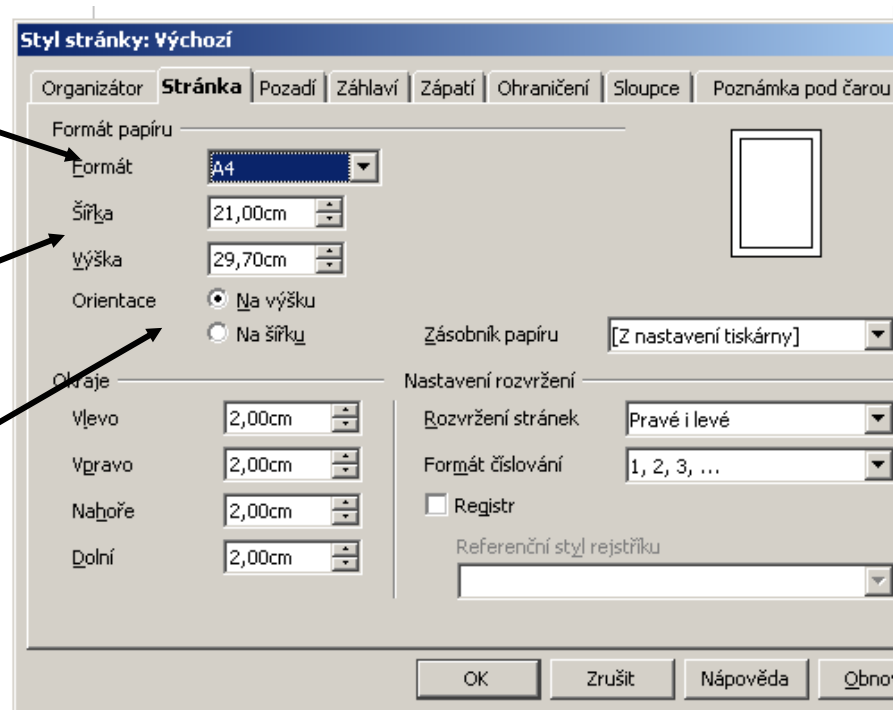 Styl stránky: Výchozí
Organizátor Stránka Pozadí Záhlaví Zápatí Ohraničení Sloupce Poznámka pod čarou
Formát papíru
Formát A4
Šířka 21,00cm
Výška 29,70cm
Orientace Na výšku
Na šířku Zásobník papíru [Z nastavení tiskárny]
Okraje Nastavení rozvržení
Vlevo 2,00cm Rozvržení stránek Pravé i levé
Vpravo 2,00cm Formát číslování 1, 2, 3, ...
Nahoře 2,00cm Registr
Referenční styl rejstříku
Dolní 2,00cm
OK Zrušit Nápověda